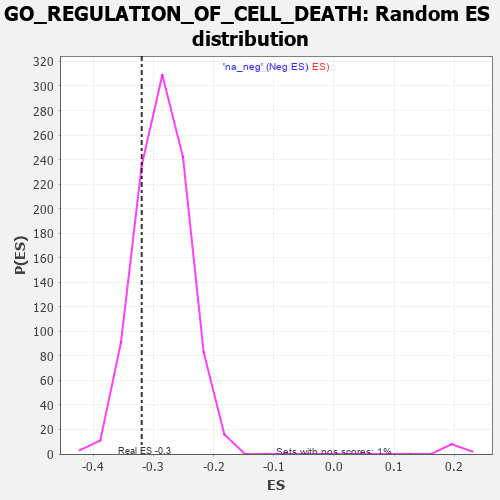 GO_REGULATION_OF_CELL_DEATH: Random ES
distribution
'na_neg' (Neg ES) ES)
320
300
280
260
240
220
200
180
160
140
120
100
80
60
40
20
0
P(ES)
Real ES -0.3
Sets with pos scores: 1%
-0.4 -0.3 -0.2 -0.1 0.0 0.1 0.2
ES